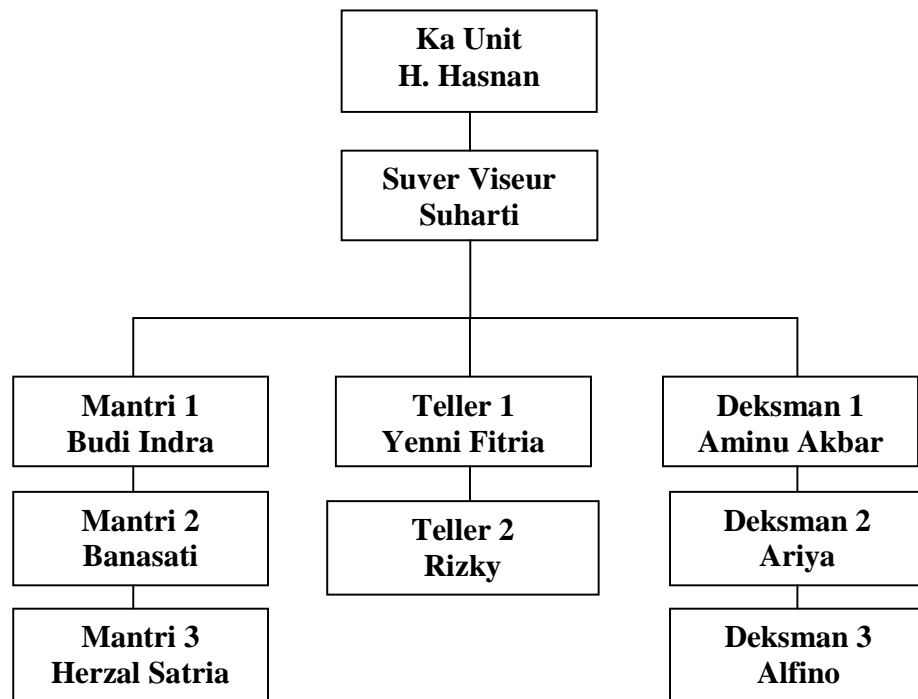 Ka Unit
H. Hasnan
Suver Viseur
Suharti
Mantri 1
Budi Indra
Teller 1
Yenni Fitria
Deksman 1
Aminu Akbar
Mantri 2
Banasati
Teller 2
Rizky
Deksman 2
Ariya
Mantri 3
Herzal Satria
Deksman 3
Alfino